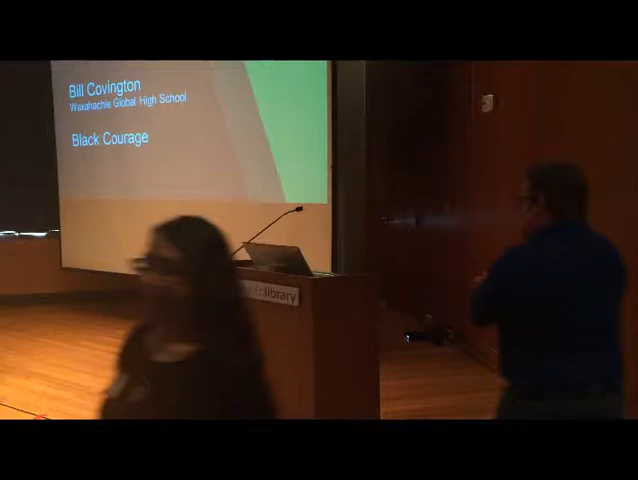 Bill Covington
Waxahachie Global High School
Black Courage
library